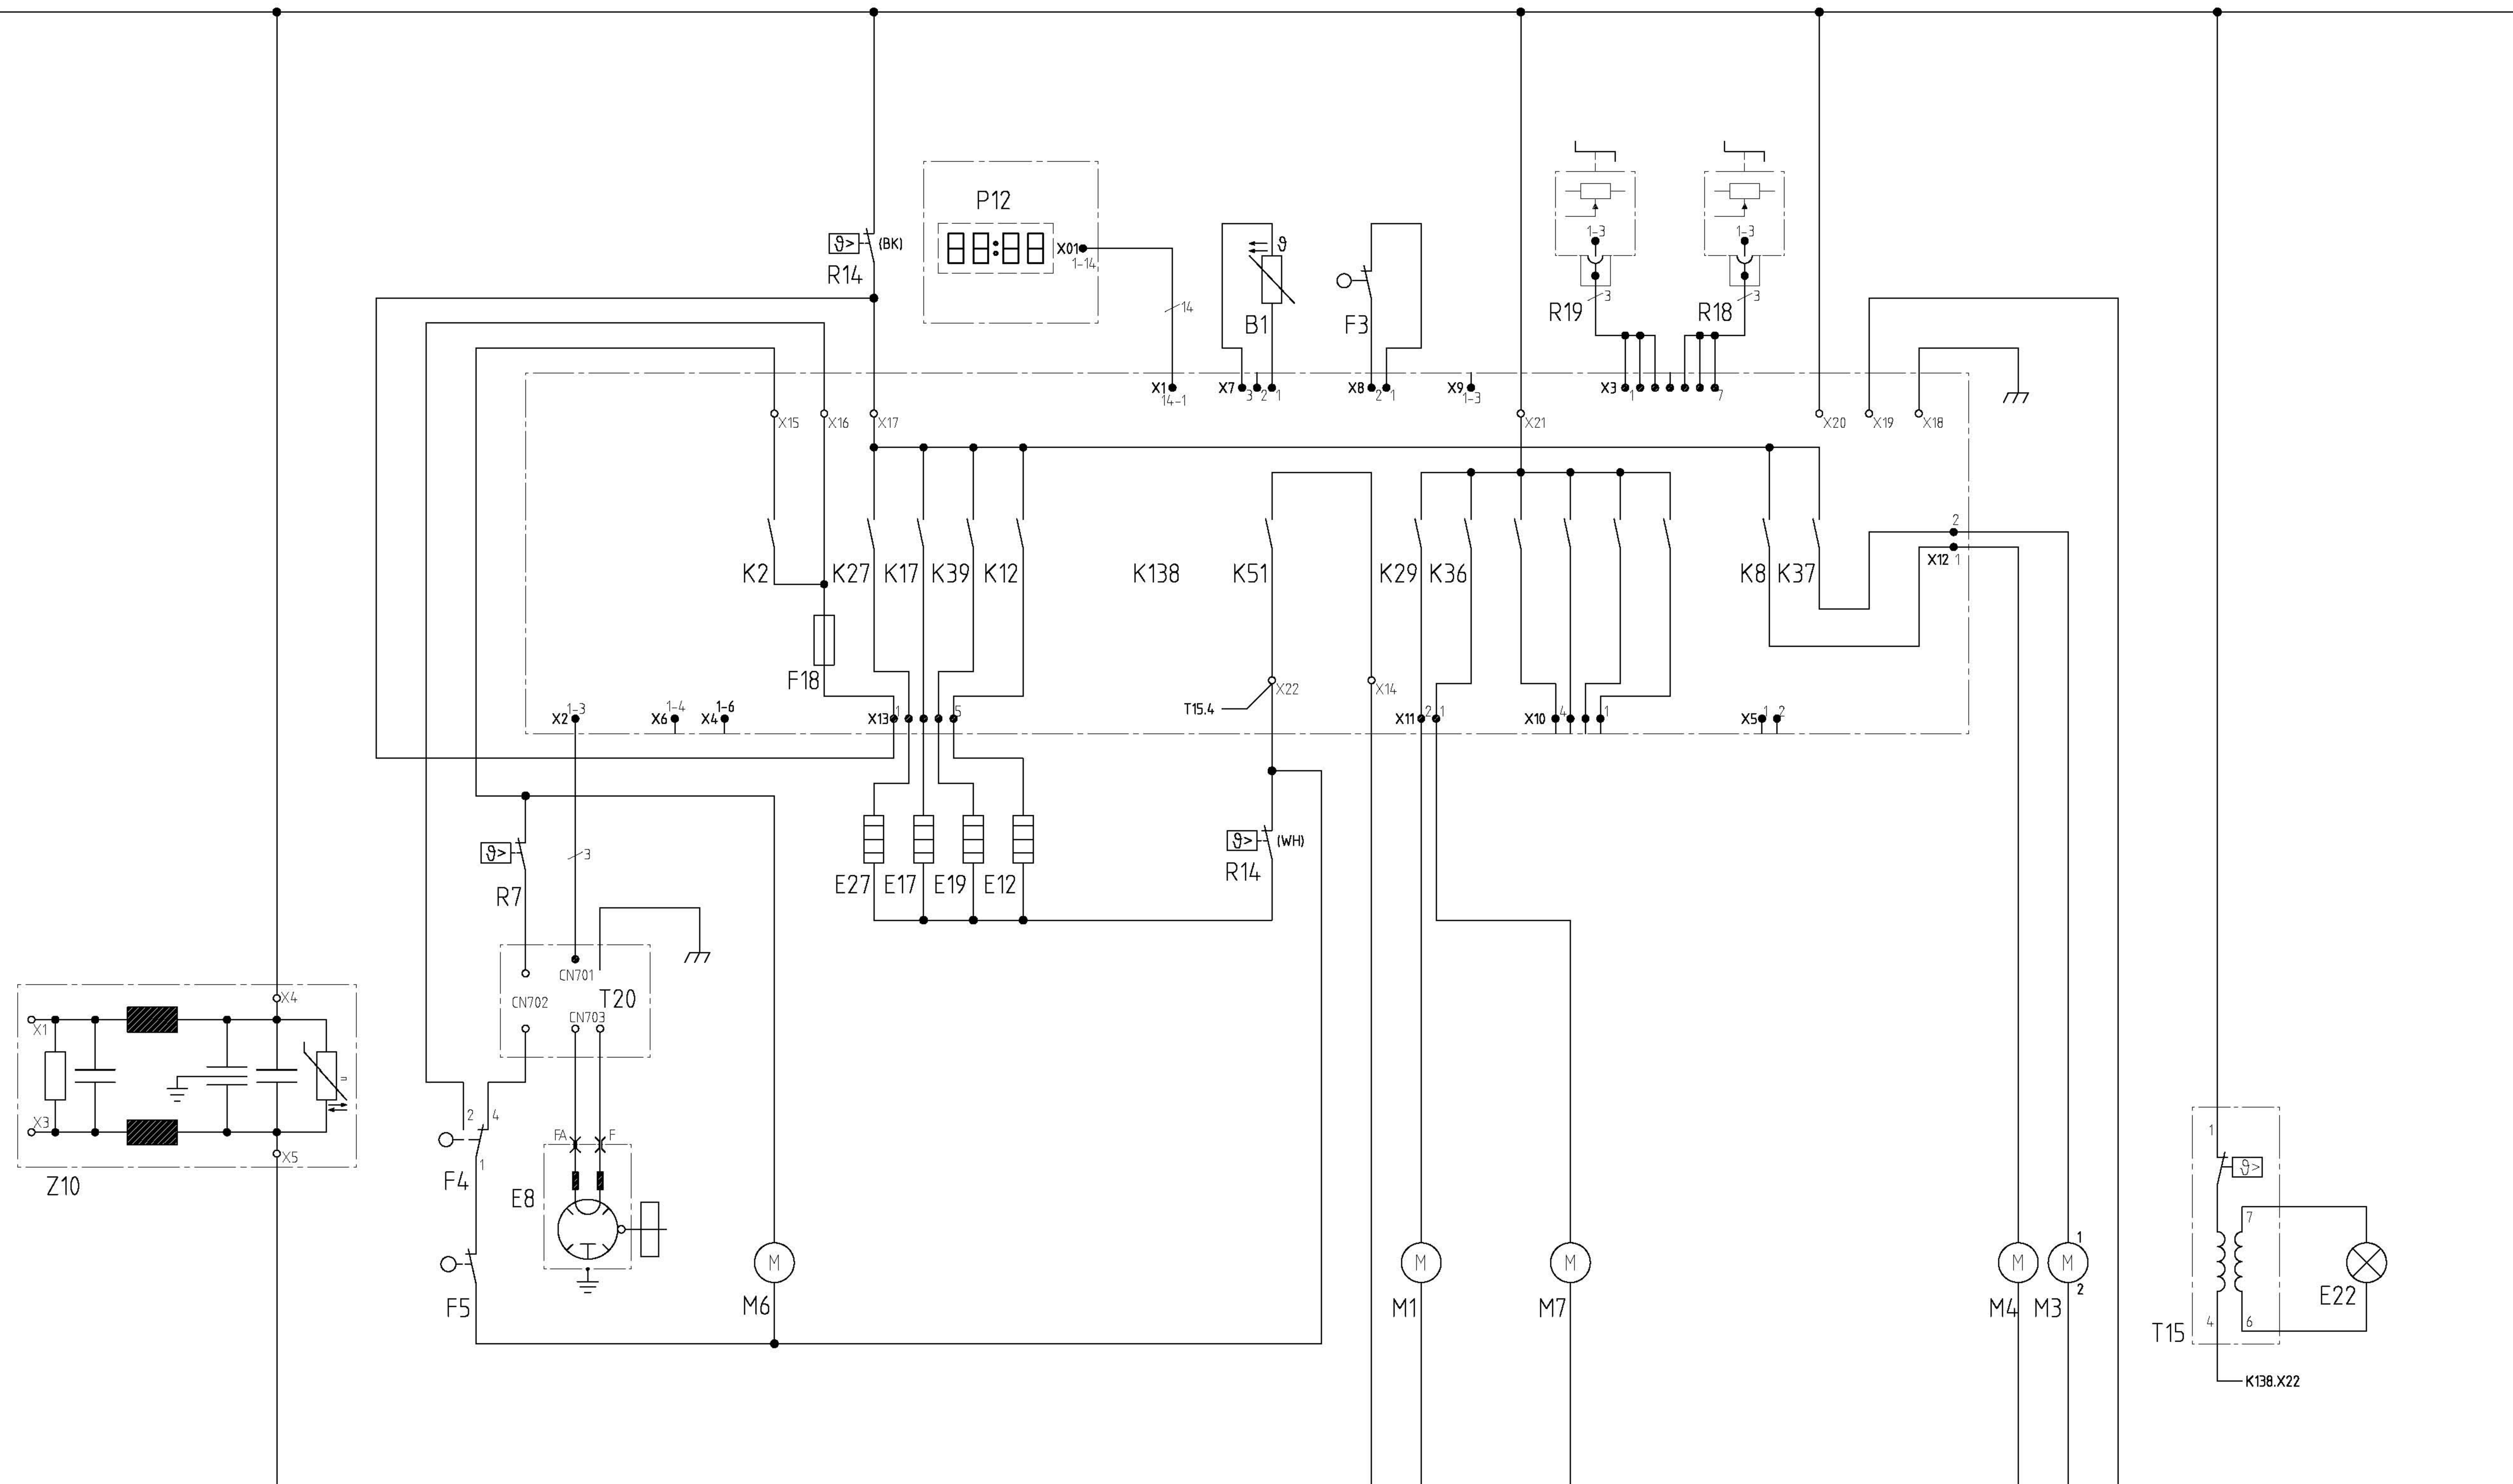 P12
ϑ> (BK)
R14
88:88
X01
1-14
14
ϑ
B1
F3
1-3
1-3
R19
3
R18
3
X1
14-1
X7
3 2 1
X8
2 1
X9
1-3
X3
1 7
X15
X16
X17
X21
X20
X19
X18
K2
K27
K17
K39
K12
K138
K51
K29
K36
K8
K37
2
X12 1
F18
X22
X14
T15.4
X2
1-3
X6
1-4
X4
1-6
X13
1 5
X11
2 1
X10
4 1
X5
1 2
ϑ>
R7
3
E27
E17
E19
E12
ϑ> (WH)
R14
CN701
CN702
T20
CN703
X4
X1
X3
X5
Z10
U
2 4
1
F4
F5
FA F
E8
M
M6
M
M1
M
M7
M
M4
M
M3
1
2
1
ϑ>
7
4
6
T15
E22
K138.X22